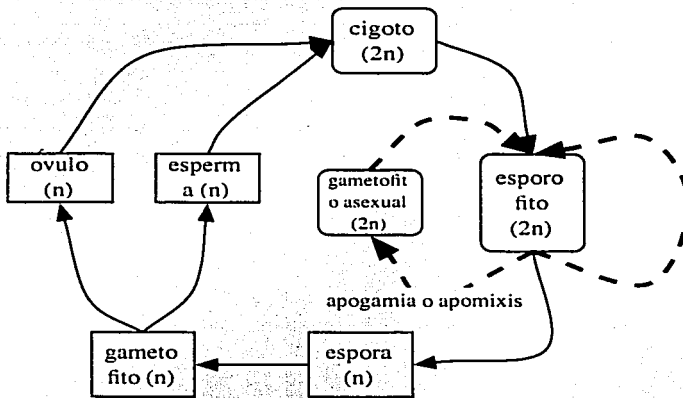 cigoto
(2n)
ovulo
(n)
esperm
a (n)
gametofit
o asexual
(2n)
esporo
fito
(2n)
apogamia o apomixis
gameto
fito (n)
espora
(n)